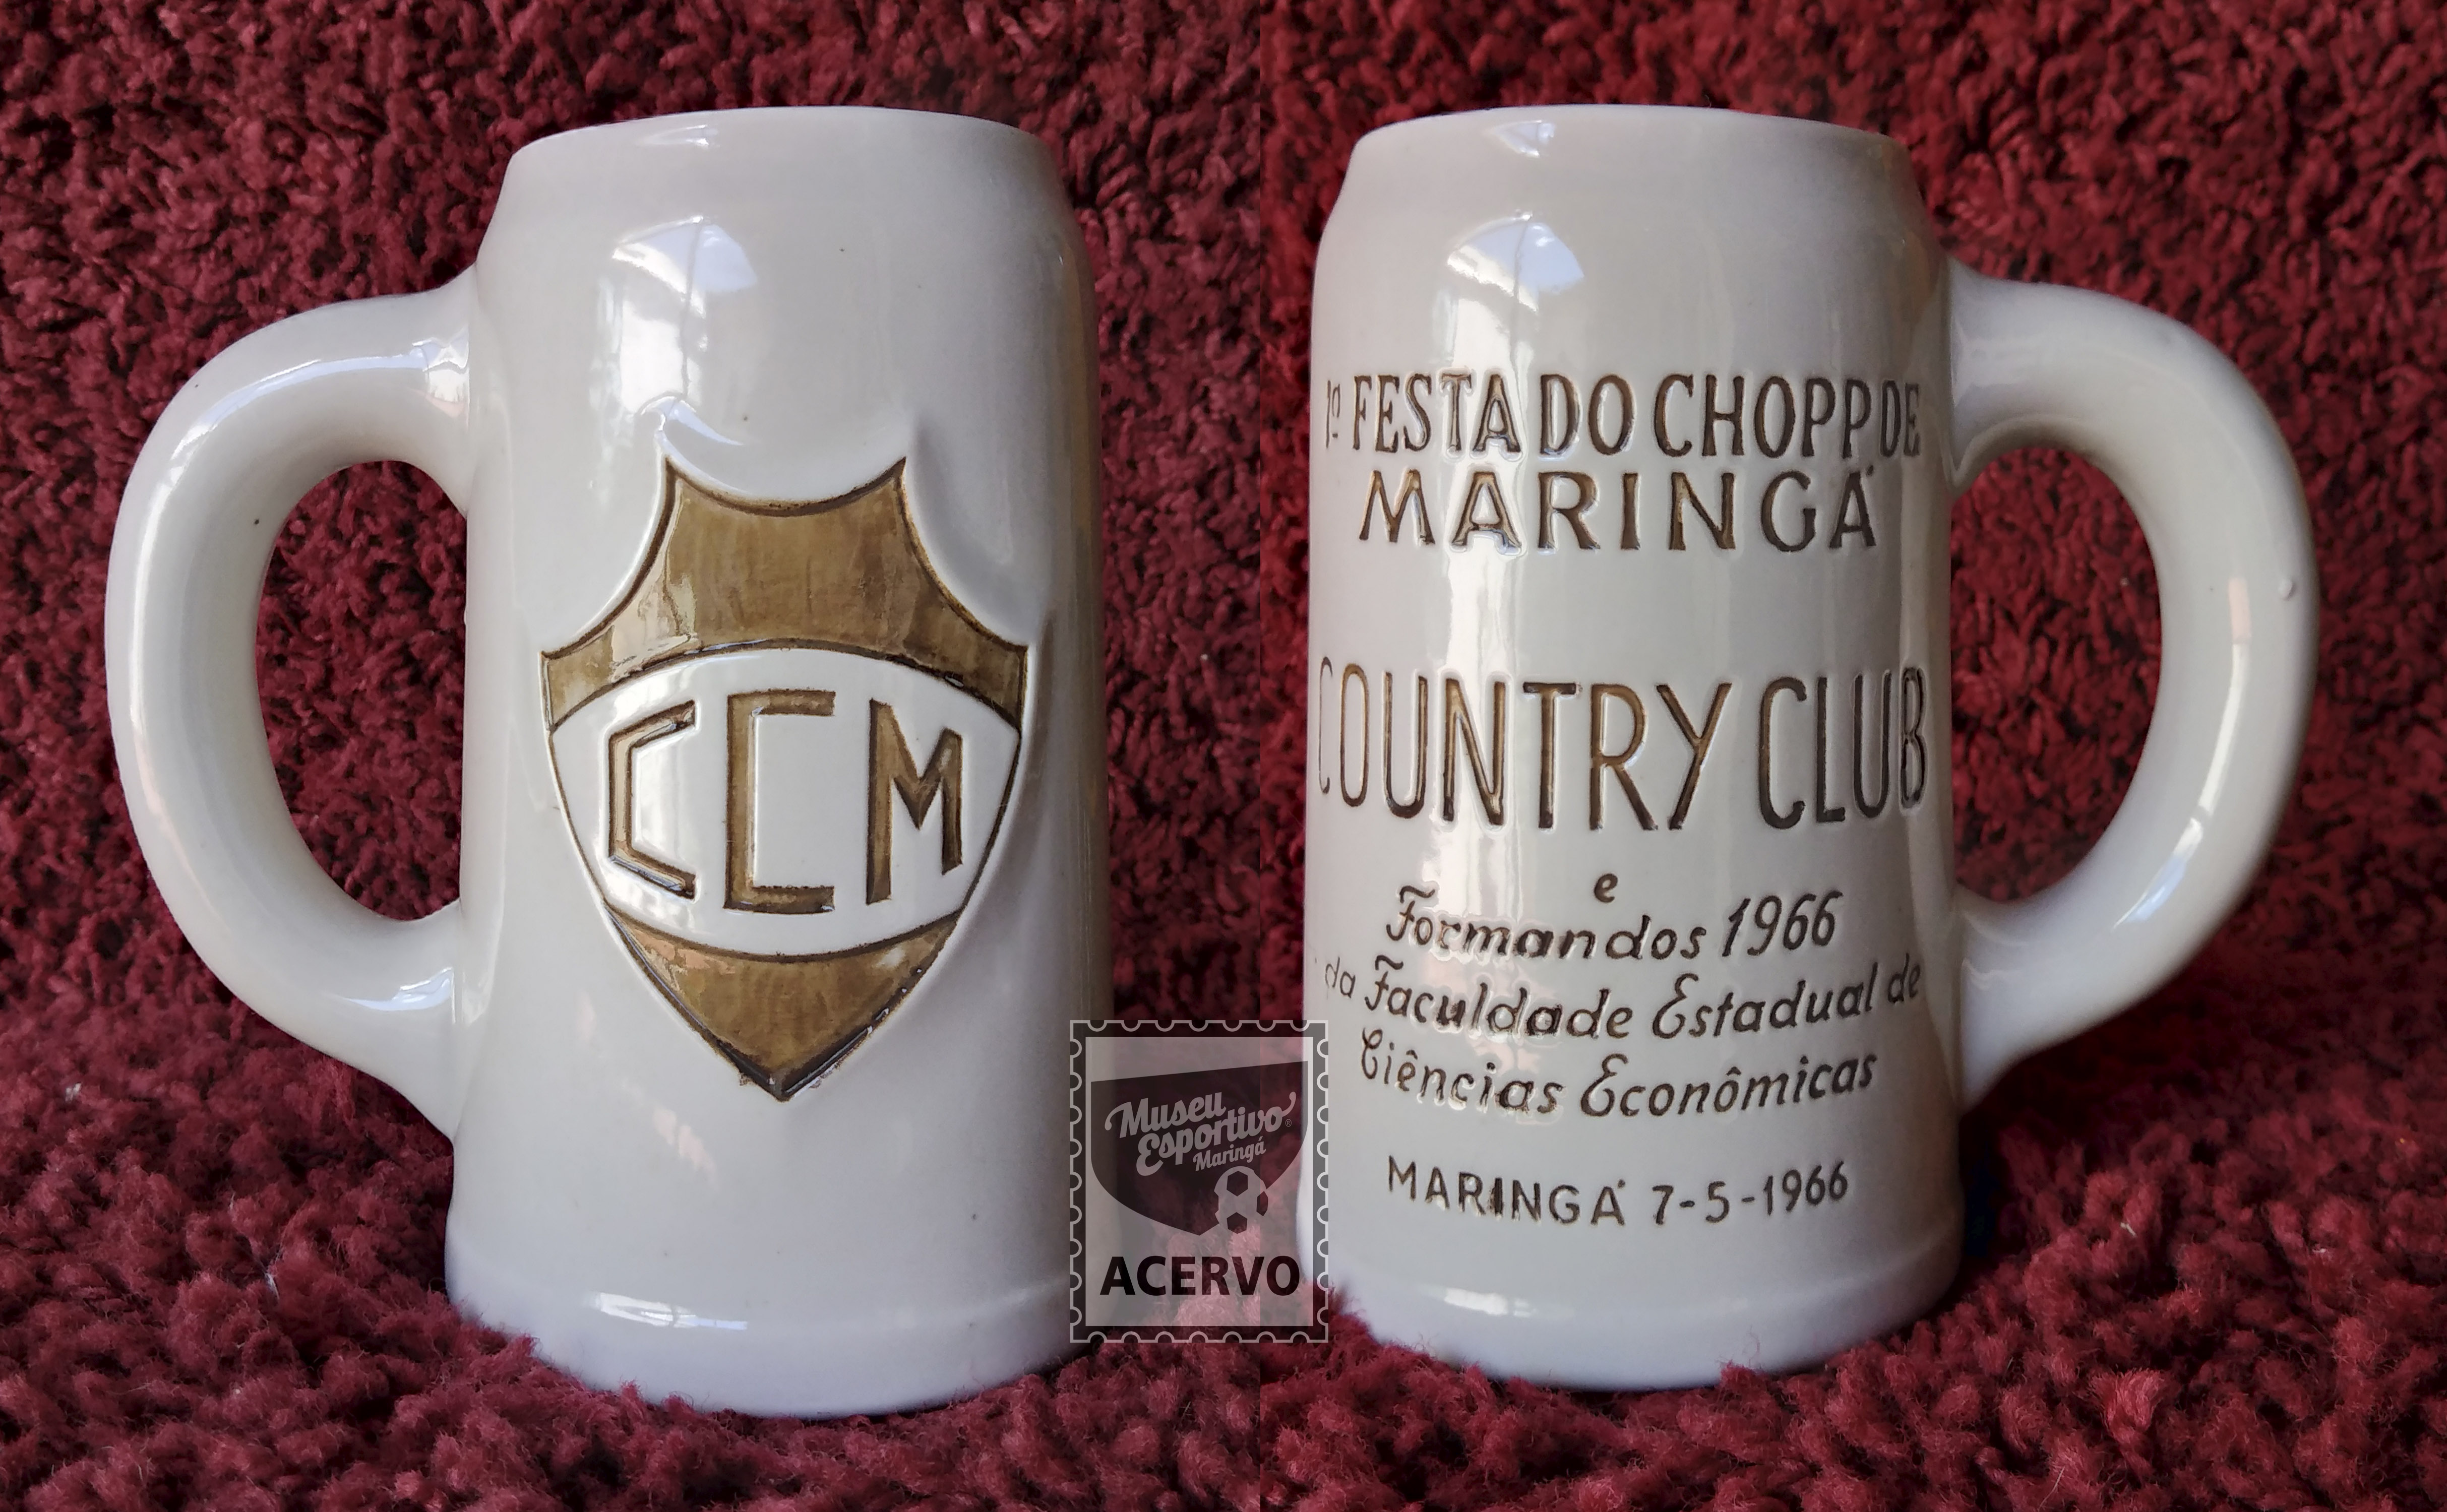 CCM
1º FESTA DO CHOPP DE
MARINGÁ
COUNTRY CLUB
e
Formandos 1966
da Faculdade Estadual de
Ciências Econômicas
MARINGÁ 7-5-1966
Museu
Esportivo
Maringá
ACERVO